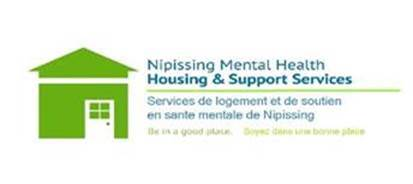 Nipissing Mental Health
Housing & Support Services
Services de logement et de soutien
en sante mentale de Nipissing
Be in a good place. Soyez dans une bonne place